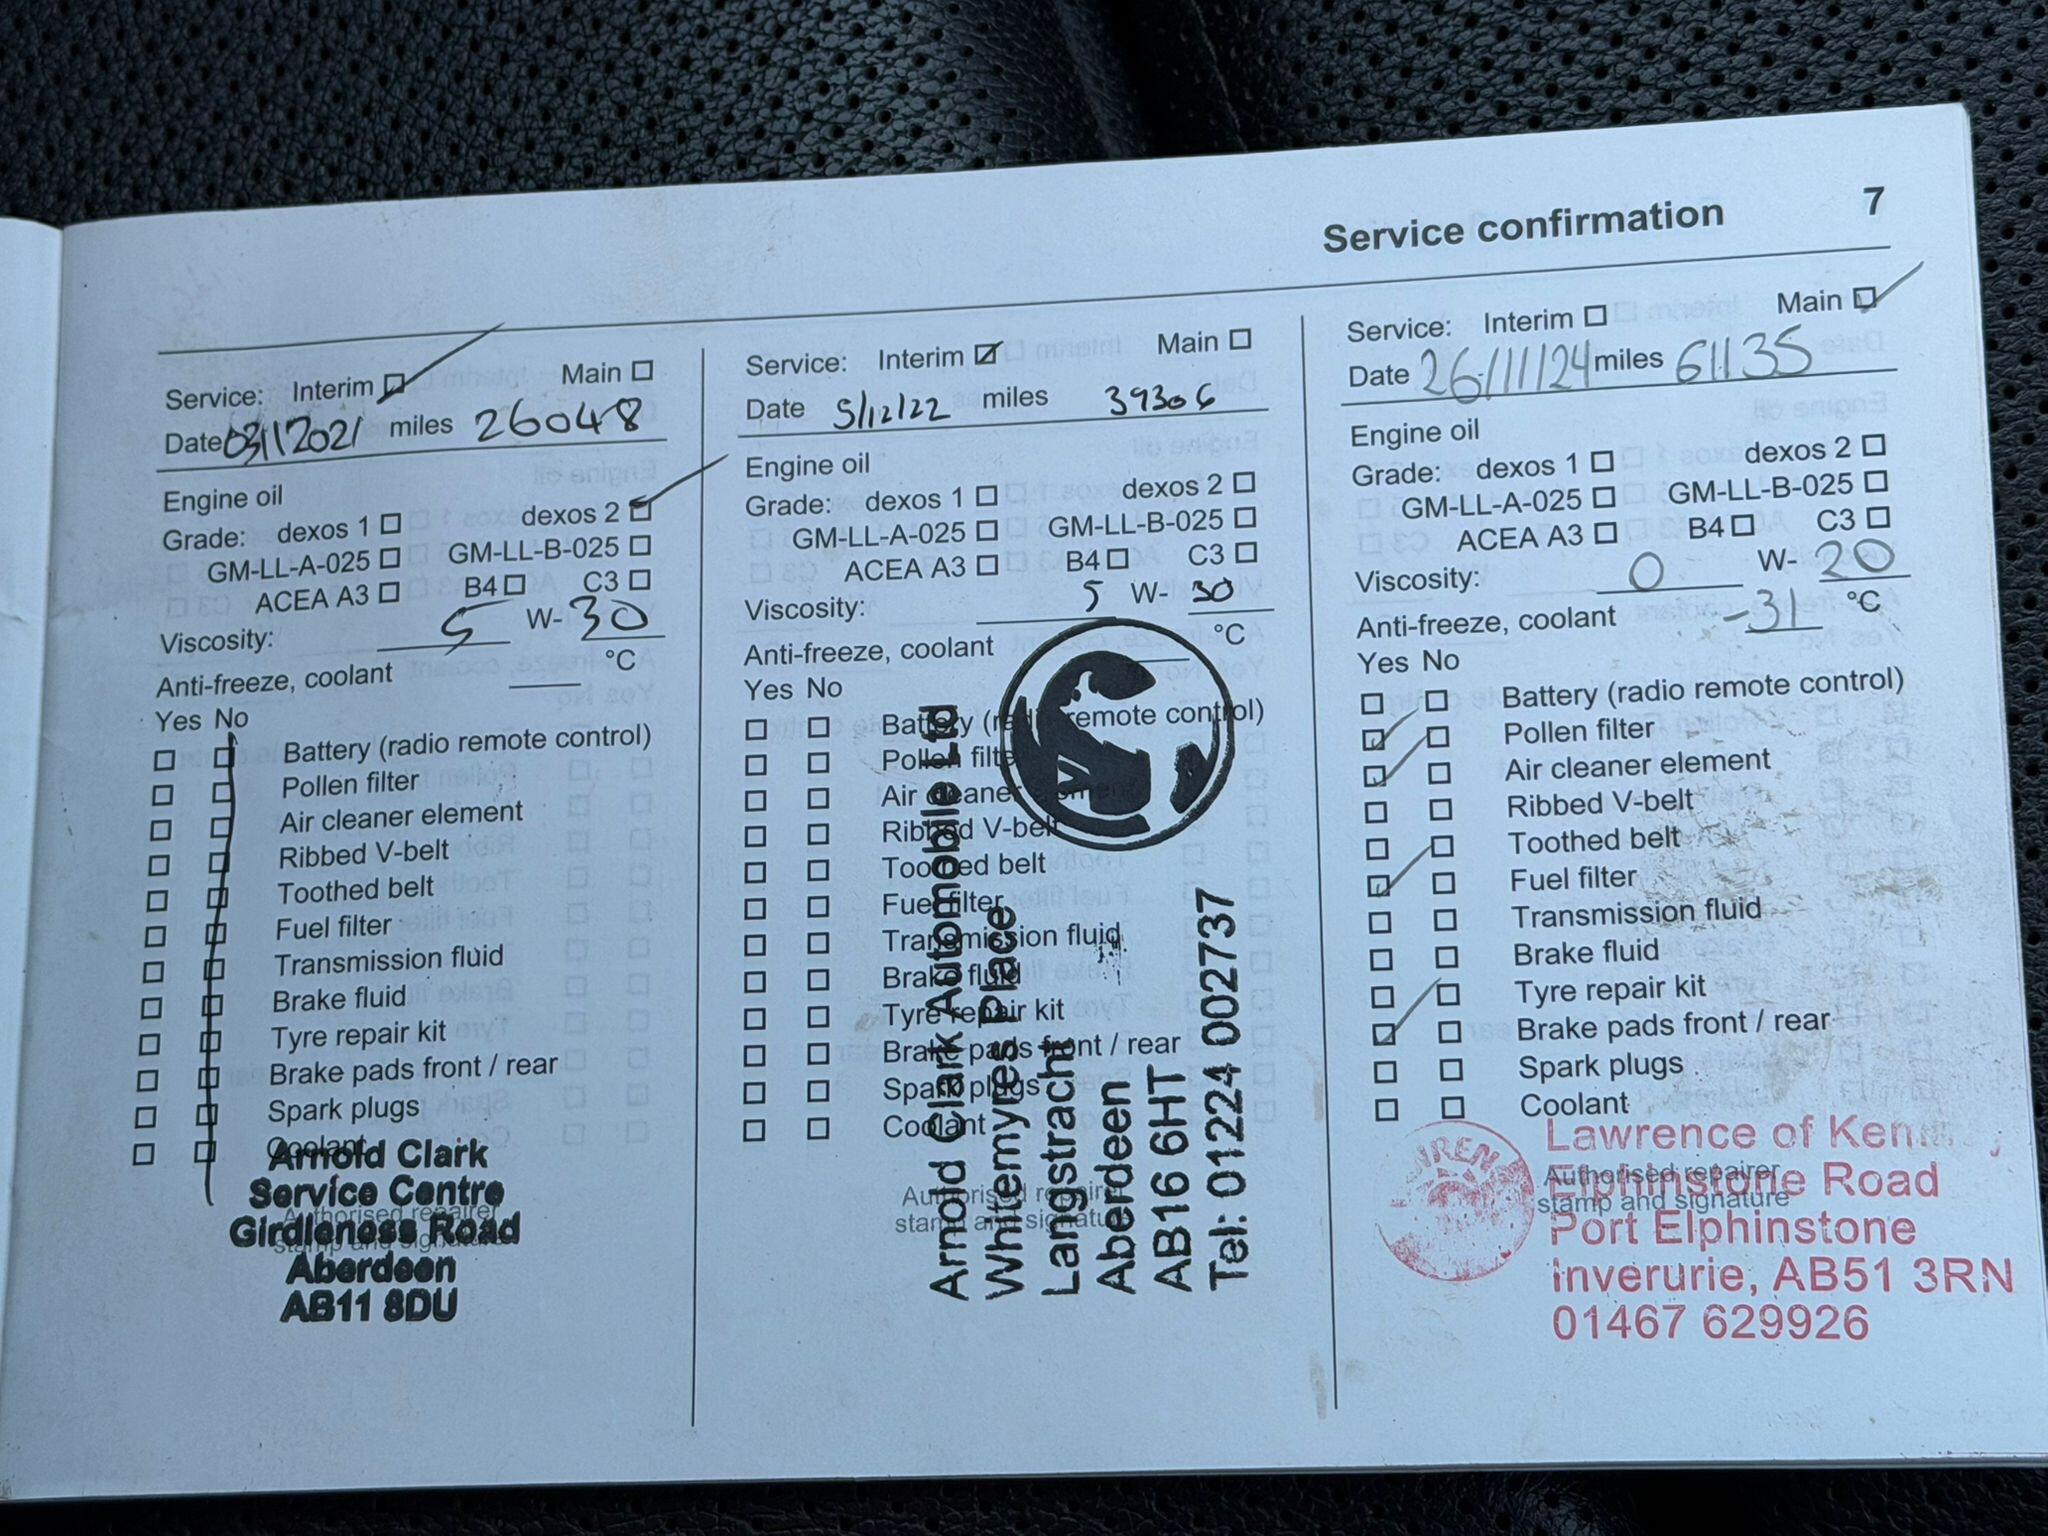 Service confirmation 7
Service: Interim Main
Date 03/1/2021 miles 26048
Engine oil
Grade: dexos 1 dexos 2
GM-LL-A-025 GM-LL-B-025
ACEA A3 B4 C3
Viscosity: 5 W- 30
Anti-freeze, coolant °C
Yes No
Battery (radio remote control)
Pollen filter
Air cleaner element
Ribbed V-belt
Toothed belt
Fuel filter
Transmission fluid
Brake fluid
Tyre repair kit
Brake pads front / rear
Spark plugs
Coolant
Authorised repairer
stamp and signature
Arnold Clark
Service Centre
Girdleness Road
Aberdeen
AB11 8DU
Service: Interim Main
Date 5/12/22 miles 39306
Engine oil
Grade: dexos 1 dexos 2
GM-LL-A-025 GM-LL-B-025
ACEA A3 B4 C3
Viscosity: 5 W- 30
Anti-freeze, coolant °C
Yes No
Battery (radio remote control)
Pollen filter
Air cleaner element
Ribbed V-belt
Toothed belt
Fuel filter
Transmission fluid
Brake fluid
Tyre repair kit
Brake pads front / rear
Spark plugs
Coolant
Authorised repairer
stamp and signature
Arnold Clark Automobiles Ltd
Whitemyres Place
Langstracht
Aberdeen
AB16 6HT
Tel: 01224 002737
Service: Interim Main
Date 26/11/24 miles 61135
Engine oil
Grade: dexos 1 dexos 2
GM-LL-A-025 GM-LL-B-025
ACEA A3 B4 C3
Viscosity: 0 W- 20
Anti-freeze, coolant -31 °C
Yes No
Battery (radio remote control)
Pollen filter
Air cleaner element
Ribbed V-belt
Toothed belt
Fuel filter
Transmission fluid
Brake fluid
Tyre repair kit
Brake pads front / rear
Spark plugs
Coolant
Authorised repairer
stamp and signature
Lawrence of Kemnay
Elphinstone Road
Port Elphinstone
Inverurie, AB51 3RN
01467 629926